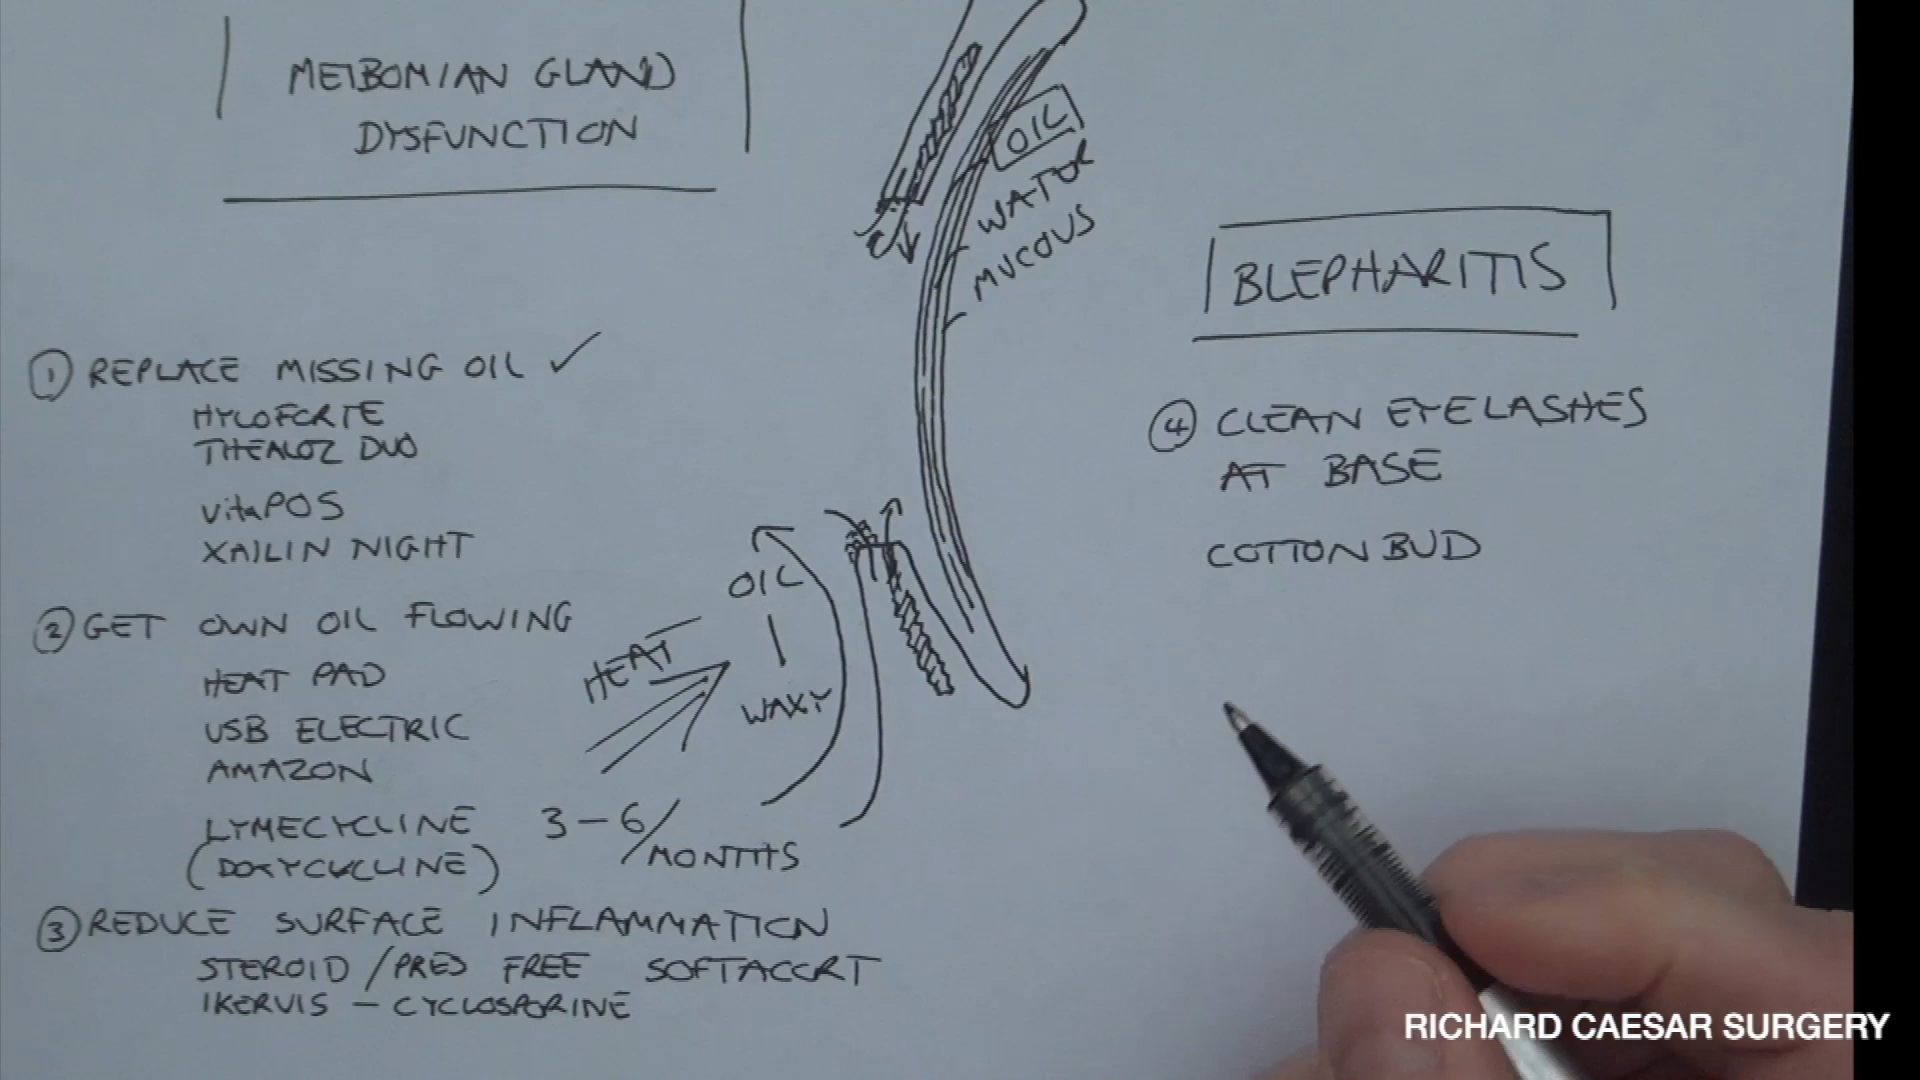 MEIBOMIAN GLAND
DYSFUNCTION
OIL
WATER
MUCOUS
① REPLACE MISSING OIL ✓
HYLOFORTE
THEALOZ DUO
VitaPOS
XAILIN NIGHT
② GET OWN OIL FLOWING
HEAT PAD
USB ELECTRIC
AMAZON
LYMECYCLINE 3-6/MONTHS
(DOXYCYCLINE)
HEAT
OIL
WAXY
③ REDUCE SURFACE INFLAMMATION
STEROID / PRED FREE SOFTACORT
IKERVIS - CYCLOSPORINE
BLEPHARITIS
④ CLEAN EYELASHES
AT BASE
COTTON BUD
RICHARD CAESAR SURGERY